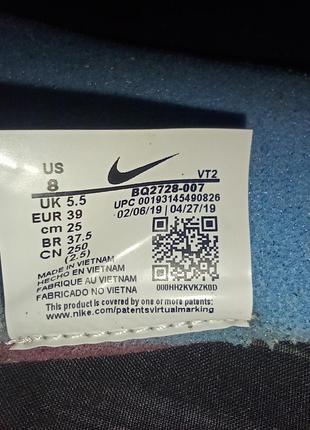 US
8
VT2
UK 5.5
BQ2728-007
EUR 39
UPC 00193145490826
cm 25
02/06/19 | 04/27/19
BR 37.5
CN 250
(2.5)
MADE IN VIETNAM
HECHO EN VIETNAM
FABRIQUE AU VIETNAM
FABRICADO NO VIETNA
000HH2KVKZK0D
This product is covered by one or more patents.
www.nike.com/patentsvirtualmarking